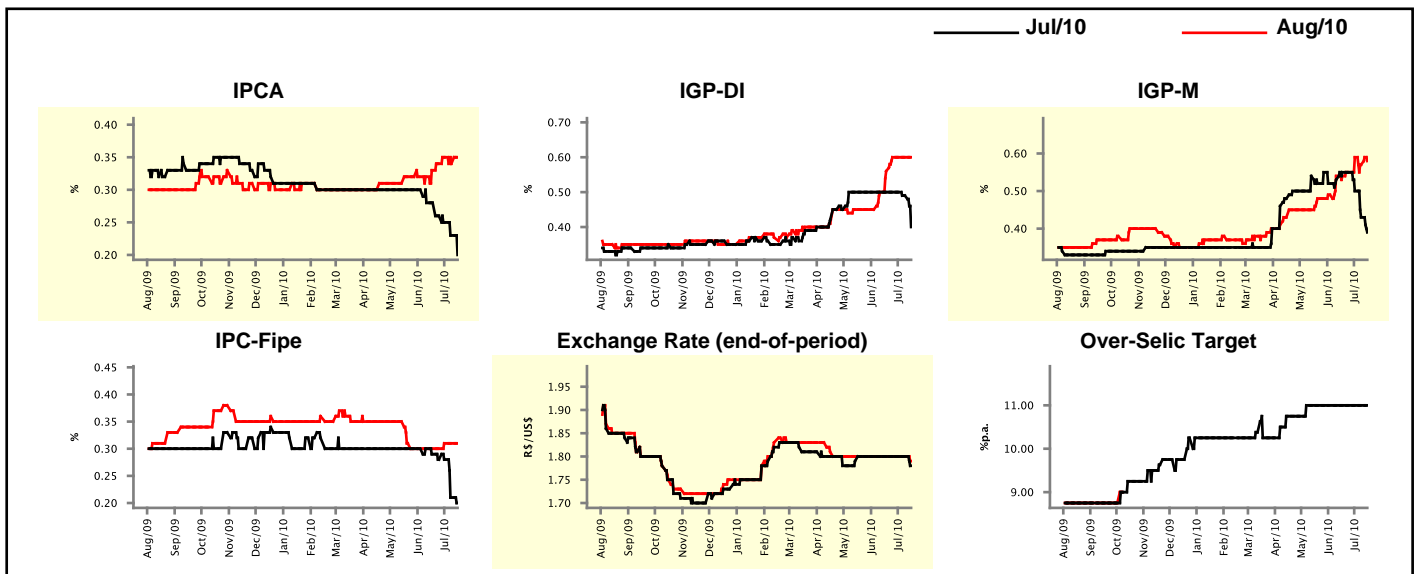 Jul/10 Aug/10
IPCA
%
0.40
0.35
0.30
0.25
0.20
Aug/09 Sep/09 Oct/09 Nov/09 Dec/09 Jan/10 Feb/10 Mar/10 Apr/10 May/10 Jun/10 Jul/10
IGP-DI
%
0.70
0.60
0.50
0.40
Aug/09 Sep/09 Oct/09 Nov/09 Dec/09 Jan/10 Feb/10 Mar/10 Apr/10 May/10 Jun/10 Jul/10
IGP-M
%
0.60
0.50
0.40
Aug/09 Sep/09 Oct/09 Nov/09 Dec/09 Jan/10 Feb/10 Mar/10 Apr/10 May/10 Jun/10 Jul/10
IPC-Fipe
%
0.45
0.40
0.35
0.30
0.20
Aug/09 Sep/09 Oct/09 Nov/09 Dec/09 Jan/10 Feb/10 Mar/10 Apr/10 May/10 Jun/10 Jul/10
Exchange Rate (end-of-period)
R$/US$
1.95
1.90
1.85
1.80
1.70
Aug/09 Sep/09 Oct/09 Nov/09 Dec/09 Jan/10 Feb/10 Mar/10 Apr/10 May/10 Jun/10 Jul/10
Over-Selic Target
%p.a.
11.00
10.00
9.00
Aug/09 Sep/09 Oct/09 Nov/09 Dec/09 Jan/10 Feb/10 Mar/10 Apr/10 May/10 Jun/10 Jul/10